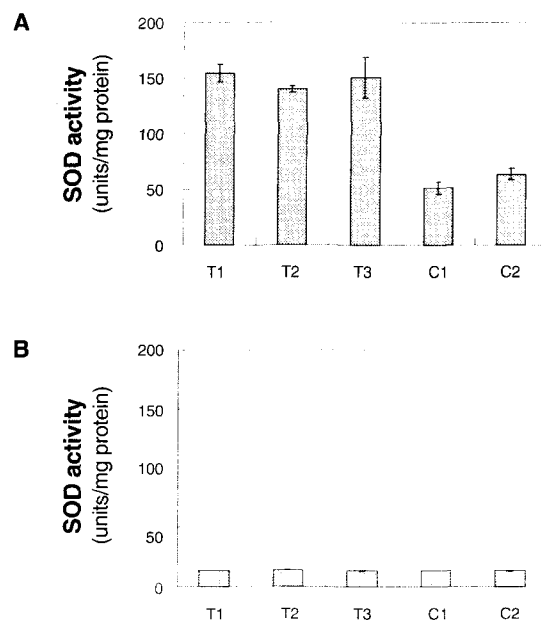 A
SOD activity
(units/mg protein)
200
150
100
50
0
T1 T2 T3 C1 C2
B
SOD activity
(units/mg protein)
200
150
100
50
0
T1 T2 T3 C1 C2